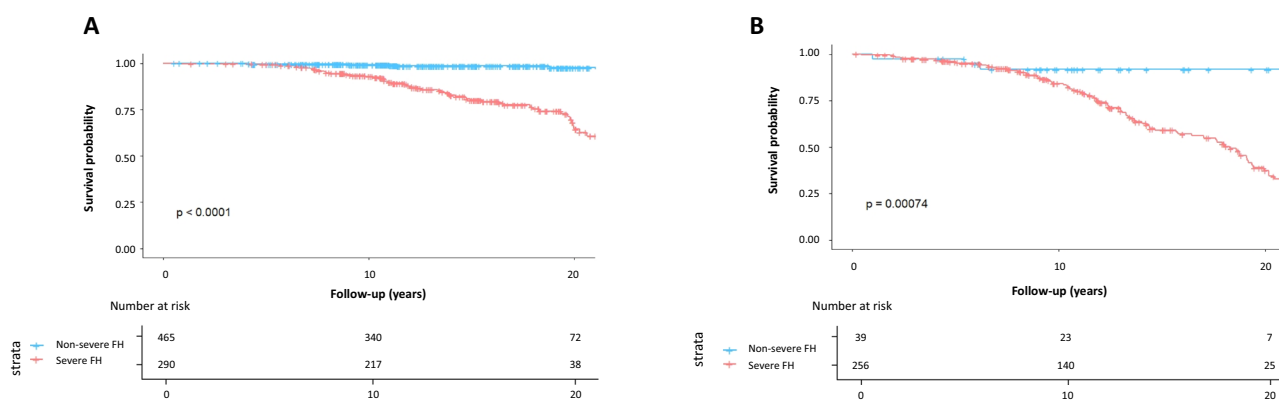 A
1.00
0.75
0.50
0.25
0.00
Survival probability
p < 0.0001
0 10 20
Follow-up (years)
Number at risk
strata
Non-severe FH 465 340 72
Severe FH 290 217 38
0 10 20
B
1.00
0.75
0.50
0.25
0.00
Survival probability
p = 0.00074
0 10 20
Follow-up (years)
Number at risk
strata
Non-severe FH 39 23 7
Severe FH 256 140 25
0 10 20